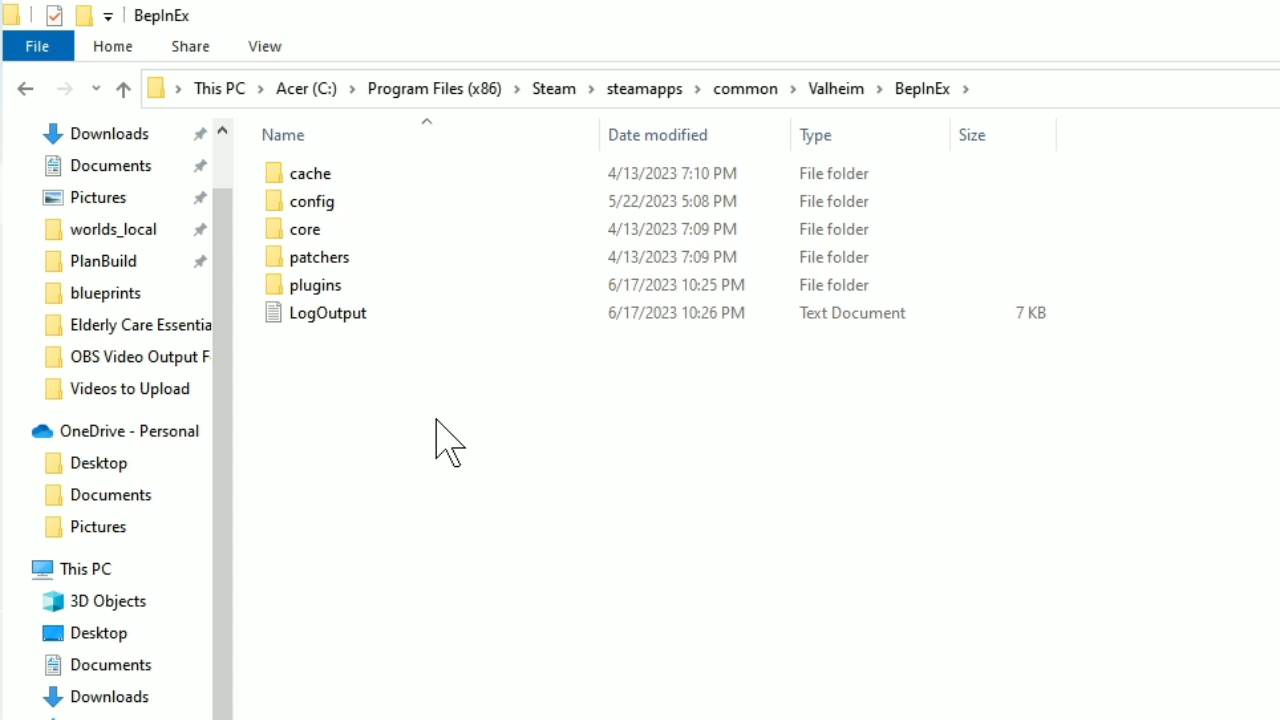 BepInEx
File Home Share View
This PC Acer (C:) Program Files (x86) Steam steamapps common Valheim BepInEx
Downloads
Documents
Pictures
worlds_local
PlanBuild
blueprints
Elderly Care Essentia
OBS Video Output F
Videos to Upload
OneDrive - Personal
Desktop
Documents
Pictures
This PC
3D Objects
Desktop
Documents
Downloads
Name Date modified Type Size
cache 4/13/2023 7:10 PM File folder
config 5/22/2023 5:08 PM File folder
core 4/13/2023 7:09 PM File folder
patchers 4/13/2023 7:09 PM File folder
plugins 6/17/2023 10:25 PM File folder
LogOutput 6/17/2023 10:26 PM Text Document 7 KB